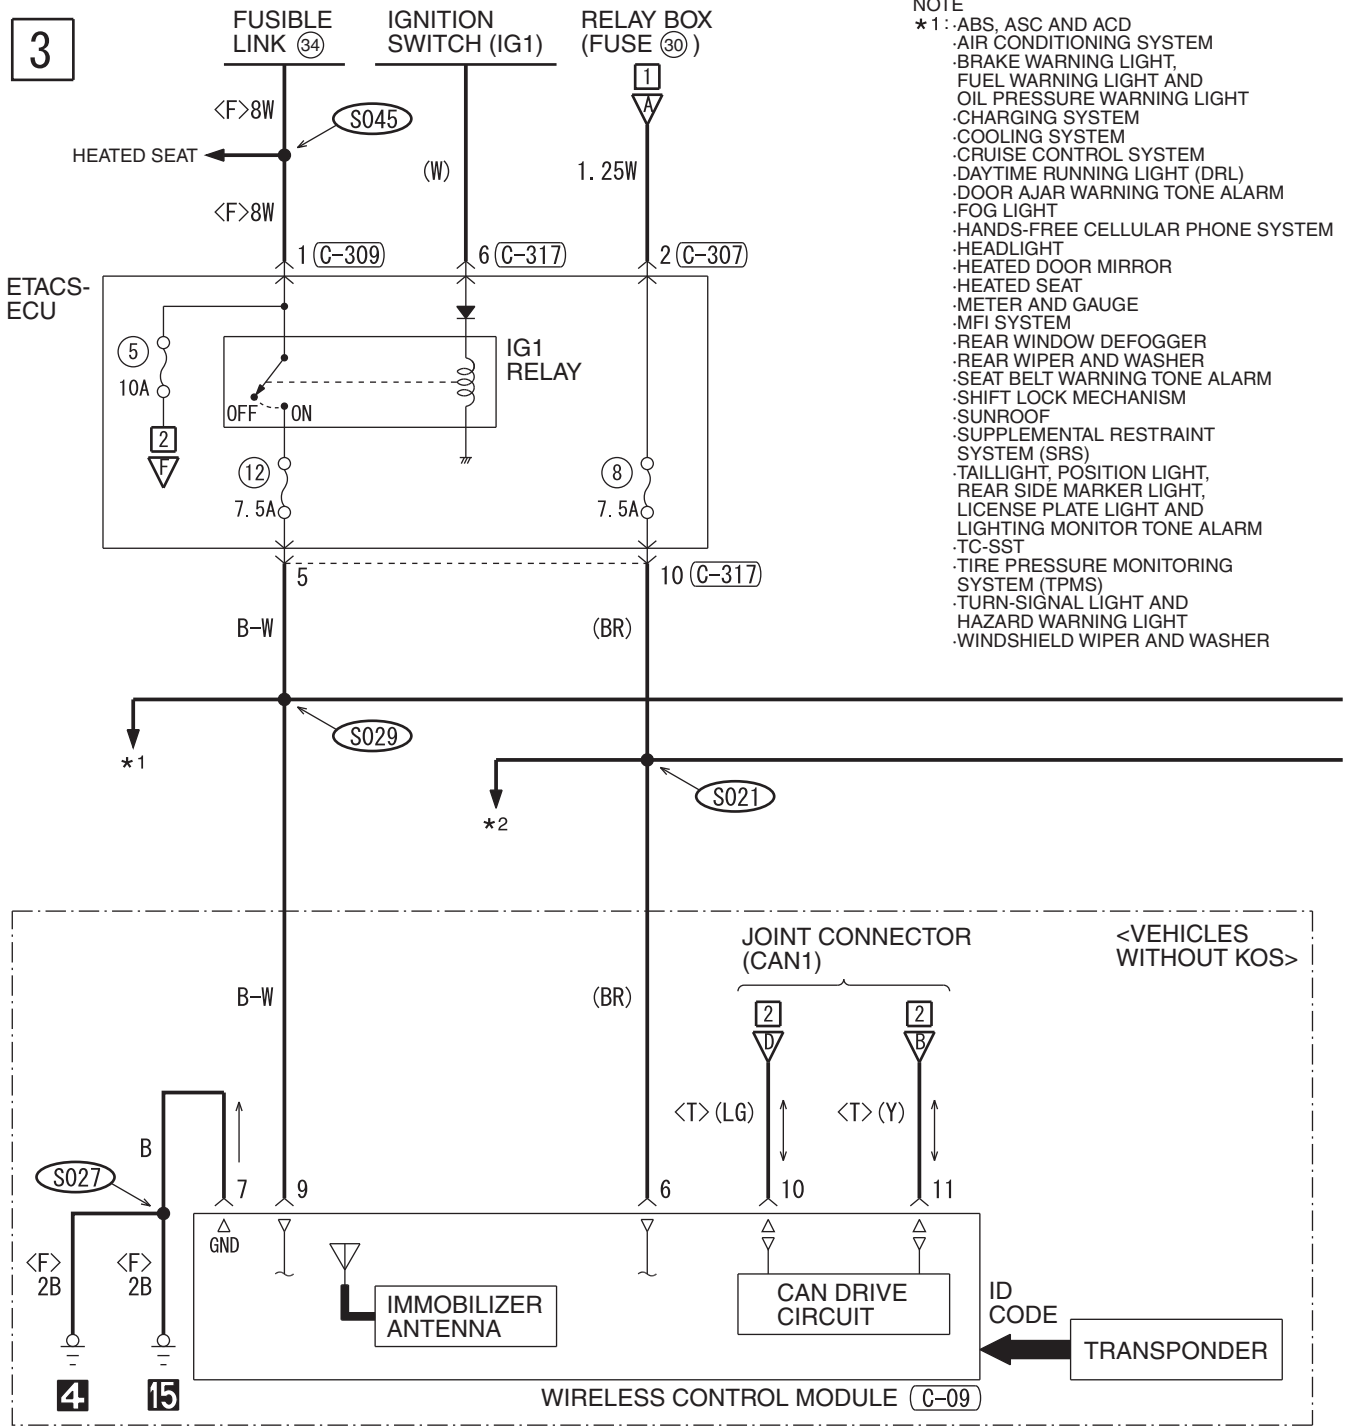 3
FUSIBLE
LINK 34
IGNITION
SWITCH (IG1)
RELAY BOX
(FUSE 30)
NOTE
*1: ·ABS, ASC AND ACD
·AIR CONDITIONING SYSTEM
·BRAKE WARNING LIGHT,
FUEL WARNING LIGHT AND
OIL PRESSURE WARNING LIGHT
·CHARGING SYSTEM
·COOLING SYSTEM
·CRUISE CONTROL SYSTEM
·DAYTIME RUNNING LIGHT (DRL)
·DOOR AJAR WARNING TONE ALARM
·FOG LIGHT
·HANDS-FREE CELLULAR PHONE SYSTEM
·HEADLIGHT
·HEATED DOOR MIRROR
·HEATED SEAT
·METER AND GAUGE
·MFI SYSTEM
·REAR WINDOW DEFOGGER
·REAR WIPER AND WASHER
·SEAT BELT WARNING TONE ALARM
·SHIFT LOCK MECHANISM
·SUNROOF
·SUPPLEMENTAL RESTRAINT
SYSTEM (SRS)
·TAILLIGHT, POSITION LIGHT,
REAR SIDE MARKER LIGHT,
LICENSE PLATE LIGHT AND
LIGHTING MONITOR TONE ALARM
·TC-SST
·TIRE PRESSURE MONITORING
SYSTEM (TPMS)
·TURN-SIGNAL LIGHT AND
HAZARD WARNING LIGHT
·WINDSHIELD WIPER AND WASHER
1
A
<F>8W
S045
HEATED SEAT
(W)
1.25W
<F>8W
1 C-309
6 C-317
2 C-307
ETACS-
ECU
5
10A
IG1
RELAY
OFF
ON
2
F
12
7.5A
8
7.5A
5
10 C-317
B-W
(BR)
S029
*1
S021
*2
<VEHICLES
WITHOUT KOS>
JOINT CONNECTOR
(CAN1)
B-W
(BR)
2
D
2
B
<T>(LG)
<T>(Y)
B
S027
7
9
6
10
11
GND
<F>
2B
<F>
2B
IMMOBILIZER
ANTENNA
CAN DRIVE
CIRCUIT
ID
CODE
TRANSPONDER
4
15
WIRELESS CONTROL MODULE C-09